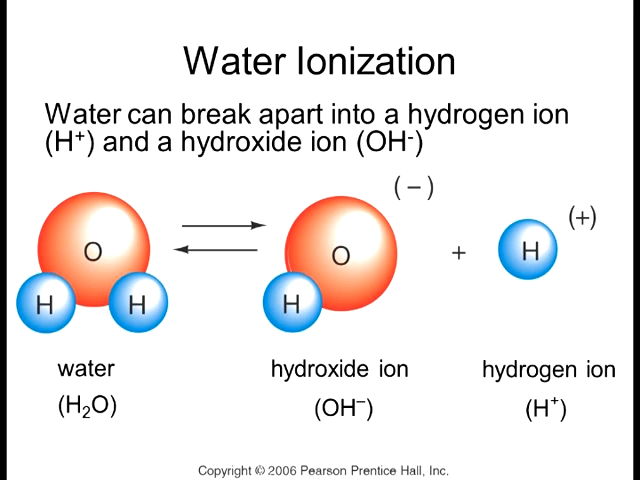 Water Ionization
Water can break apart into a hydrogen ion
(H⁺) and a hydroxide ion (OH⁻)
(−)
(+)
O
O
+
H
H
H
H
water
hydroxide ion
hydrogen ion
(H₂O)
(OH⁻)
(H⁺)
Copyright © 2006 Pearson Prentice Hall, Inc.